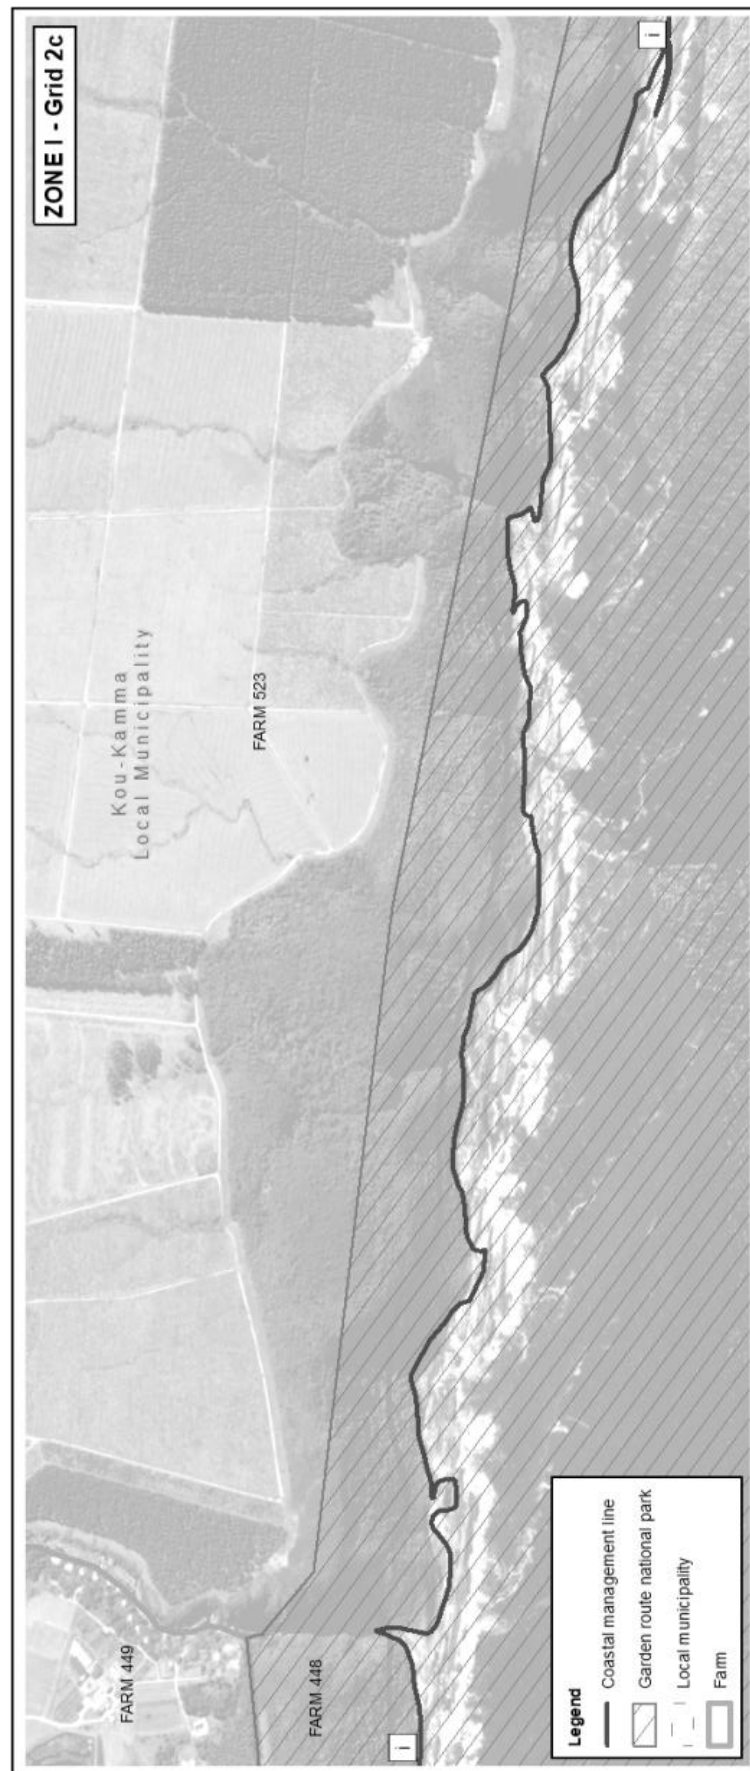 ZONE I - Grid 2c
Kou-Kamma
Local Municipality
FARM 523
FARM 449
FARM 448
i
i
Legend
Coastal management line
Garden route national park
Local municipality
Farm